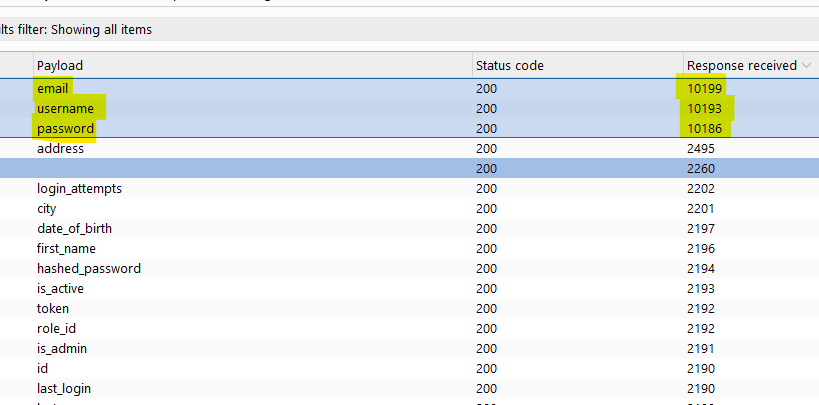 lts filter: Showing all items
Payload Status code Response received
email 200 10199
username 200 10193
password 200 10186
address 200 2495
200 2260
login_attempts 200 2202
city 200 2201
date_of_birth 200 2197
first_name 200 2196
hashed_password 200 2194
is_active 200 2193
token 200 2192
role_id 200 2192
is_admin 200 2191
id 200 2190
last_login 200 2190